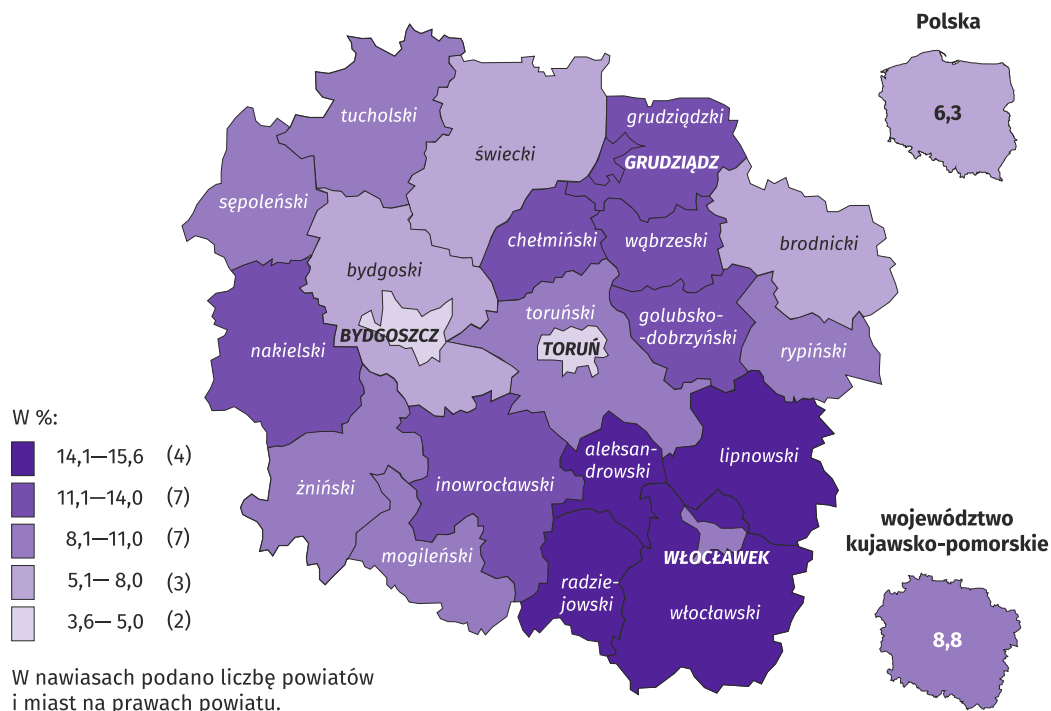 Polska
6,3
tucholski
grudziądzki
świecki
GRUDZIĄDZ
sępoleński
chełmiński
wąbrzeski
brodnicki
bydgoski
toruński
golubsko-
-dobrzyński
BYDGOSZCZ
TORUŃ
nakielski
rypiński
W %:
14,1—15,6 (4)
11,1—14,0 (7)
8,1—11,0 (7)
5,1— 8,0 (3)
3,6— 5,0 (2)
aleksan-
drowski
lipnowski
żniński
inowrocławski
mogileński
WŁOCŁAWEK
radzie-
jowski
włocławski
województwo
kujawsko-pomorskie
8,8
W nawiasach podano liczbę powiatów
i miast na prawach powiatu.